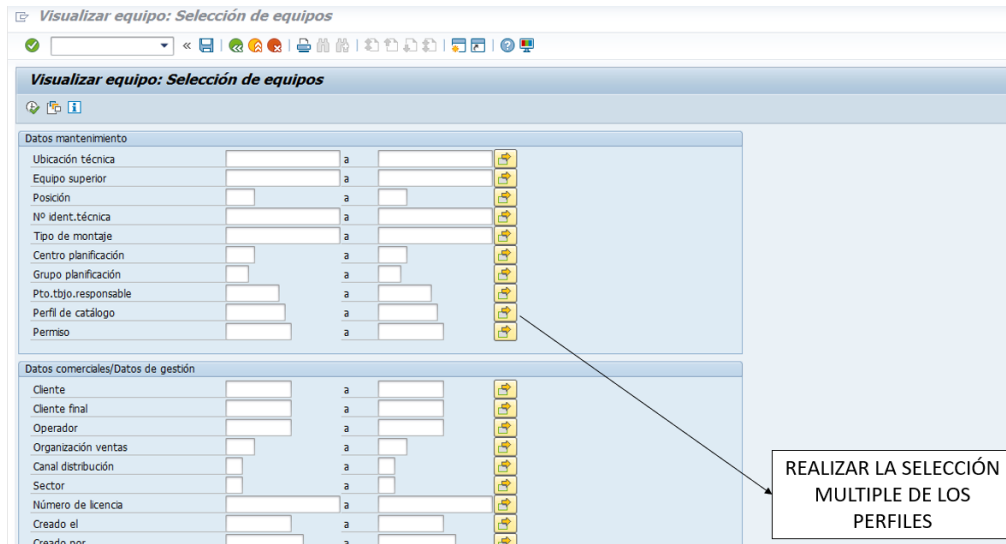 Visualizar equipo: Selección de equipos
Visualizar equipo: Selección de equipos
Datos mantenimiento
Ubicación técnica a
Equipo superior a
Posición a
Nº ident.técnica a
Tipo de montaje a
Centro planificación a
Grupo planificación a
Pto.tbjo.responsable a
Perfil de catálogo a
Permiso a
Datos comerciales/Datos de gestión
Cliente a
Cliente final a
Operador a
Organización ventas a
Canal distribución a
Sector a
Número de licencia a
Creado el a
Creado por a
REALIZAR LA SELECCIÓN
MULTIPLE DE LOS
PERFILES